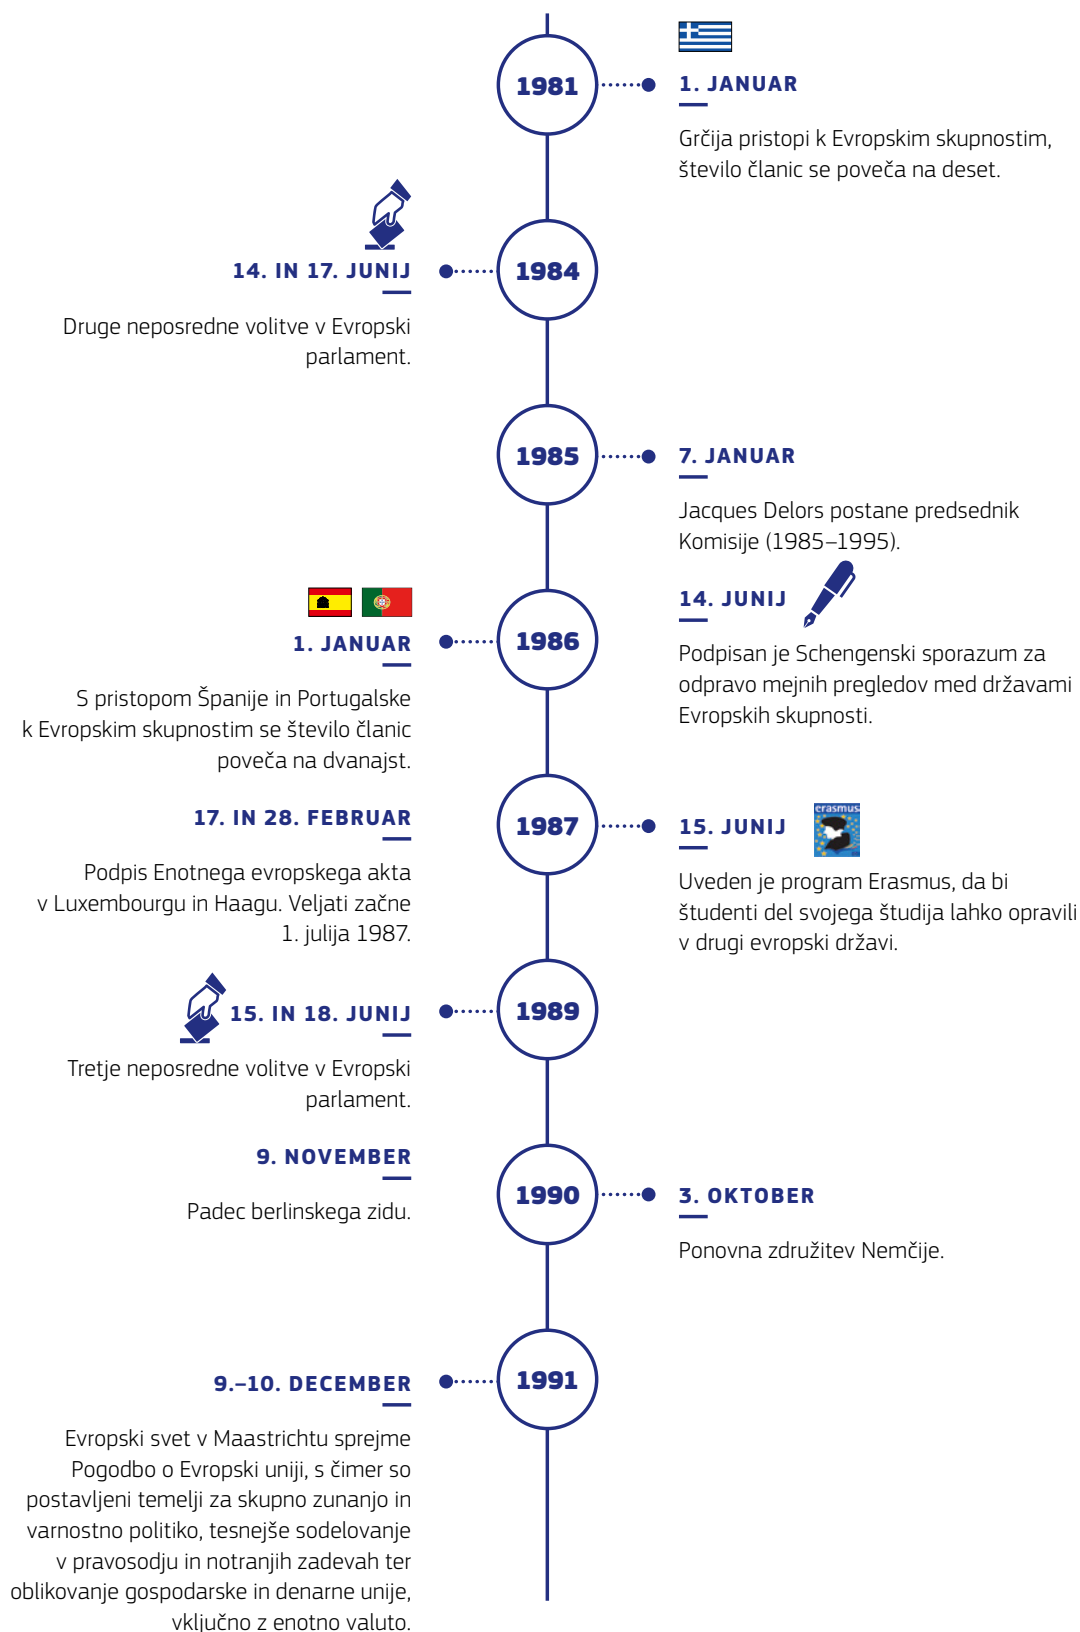 1981
1. JANUAR
Grčija pristopi k Evropskim skupnostim,
število članic se poveča na deset.
1984
14. IN 17. JUNIJ
Druge neposredne volitve v Evropski
parlament.
1985
7. JANUAR
Jacques Delors postane predsednik
Komisije (1985–1995).
14. JUNIJ
Podpisan je Schengenski sporazum za
odpravo mejnih pregledov med državami
Evropskih skupnosti.
1986
1. JANUAR
S pristopom Španije in Portugalske
k Evropskim skupnostim se število članic
poveča na dvanajst.
17. IN 28. FEBRUAR
Podpis Enotnega evropskega akta
v Luxembourgu in Haagu. Veljati začne
1. julija 1987.
1987
15. JUNIJ
erasmus
Uveden je program Erasmus, da bi
študenti del svojega študija lahko opravili
v drugi evropski državi.
1989
15. IN 18. JUNIJ
Tretje neposredne volitve v Evropski
parlament.
9. NOVEMBER
Padec berlinskega zidu.
1990
3. OKTOBER
Ponovna združitev Nemčije.
1991
9.–10. DECEMBER
Evropski svet v Maastrichtu sprejme
Pogodbo o Evropski uniji, s čimer so
postavljeni temelji za skupno zunanjo in
varnostno politiko, tesnejše sodelovanje
v pravosodju in notranjih zadevah ter
oblikovanje gospodarske in denarne unije,
vključno z enotno valuto.